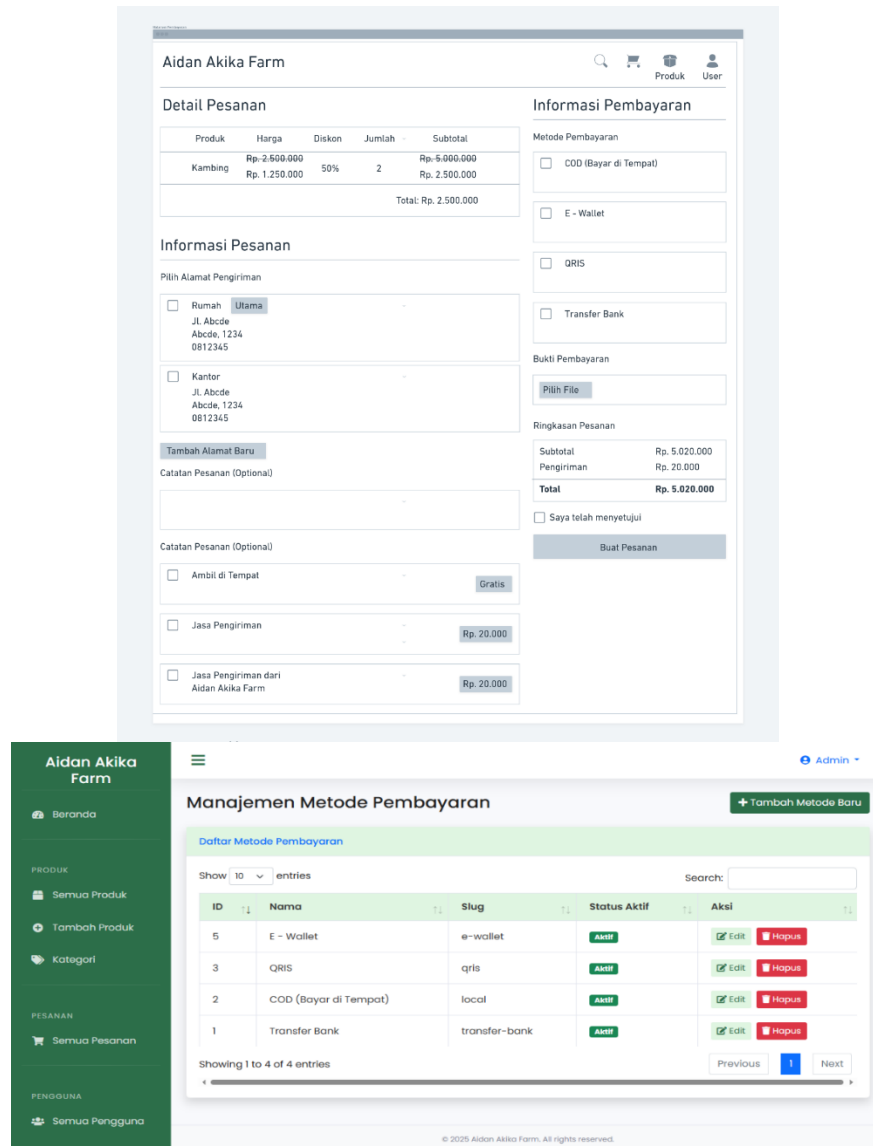 Aidan Akika Farm
Produk
User
Detail Pesanan
Produk Harga Diskon Jumlah Subtotal
Kambing Rp. 2.500.000 Rp. 1.250.000 50% 2 Rp. 5.000.000 Rp. 2.500.000
Total: Rp. 2.500.000
Informasi Pesanan
Pilih Alamat Pengiriman
Rumah Utama
Jl. Abcde
Abcde, 1234
0812345
Kantor
Jl. Abcde
Abcde, 1234
0812345
Tambah Alamat Baru
Catatan Pesanan (Optional)
Catatan Pesanan (Optional)
Ambil di Tempat Gratis
Jasa Pengiriman Rp. 20.000
Jasa Pengiriman dari
Aidan Akika Farm Rp. 20.000
Informasi Pembayaran
Metode Pembayaran
COD (Bayar di Tempat)
E - Wallet
QRIS
Transfer Bank
Bukti Pembayaran
Pilih File
Ringkasan Pesanan
Subtotal Rp. 5.020.000
Pengiriman Rp. 20.000
Total Rp. 5.020.000
Saya telah menyetujui
Buat Pesanan
Aidan Akika
Farm
Beranda
PRODUK
Semua Produk
Tambah Produk
Kategori
PESANAN
Semua Pesanan
PENGGUNA
Semua Pengguna
Admin
Manajemen Metode Pembayaran
Tambah Metode Baru
Daftar Metode Pembayaran
Show 10 entries
Search:
ID Nama Slug Status Aktif Aksi
5 E - Wallet e-wallet Aktif Edit Hapus
3 QRIS qris Aktif Edit Hapus
2 COD (Bayar di Tempat) local Aktif Edit Hapus
1 Transfer Bank transfer-bank Aktif Edit Hapus
Showing 1 to 4 of 4 entries
Previous 1 Next
© 2025 Aidan Akika Farm. All rights reserved.